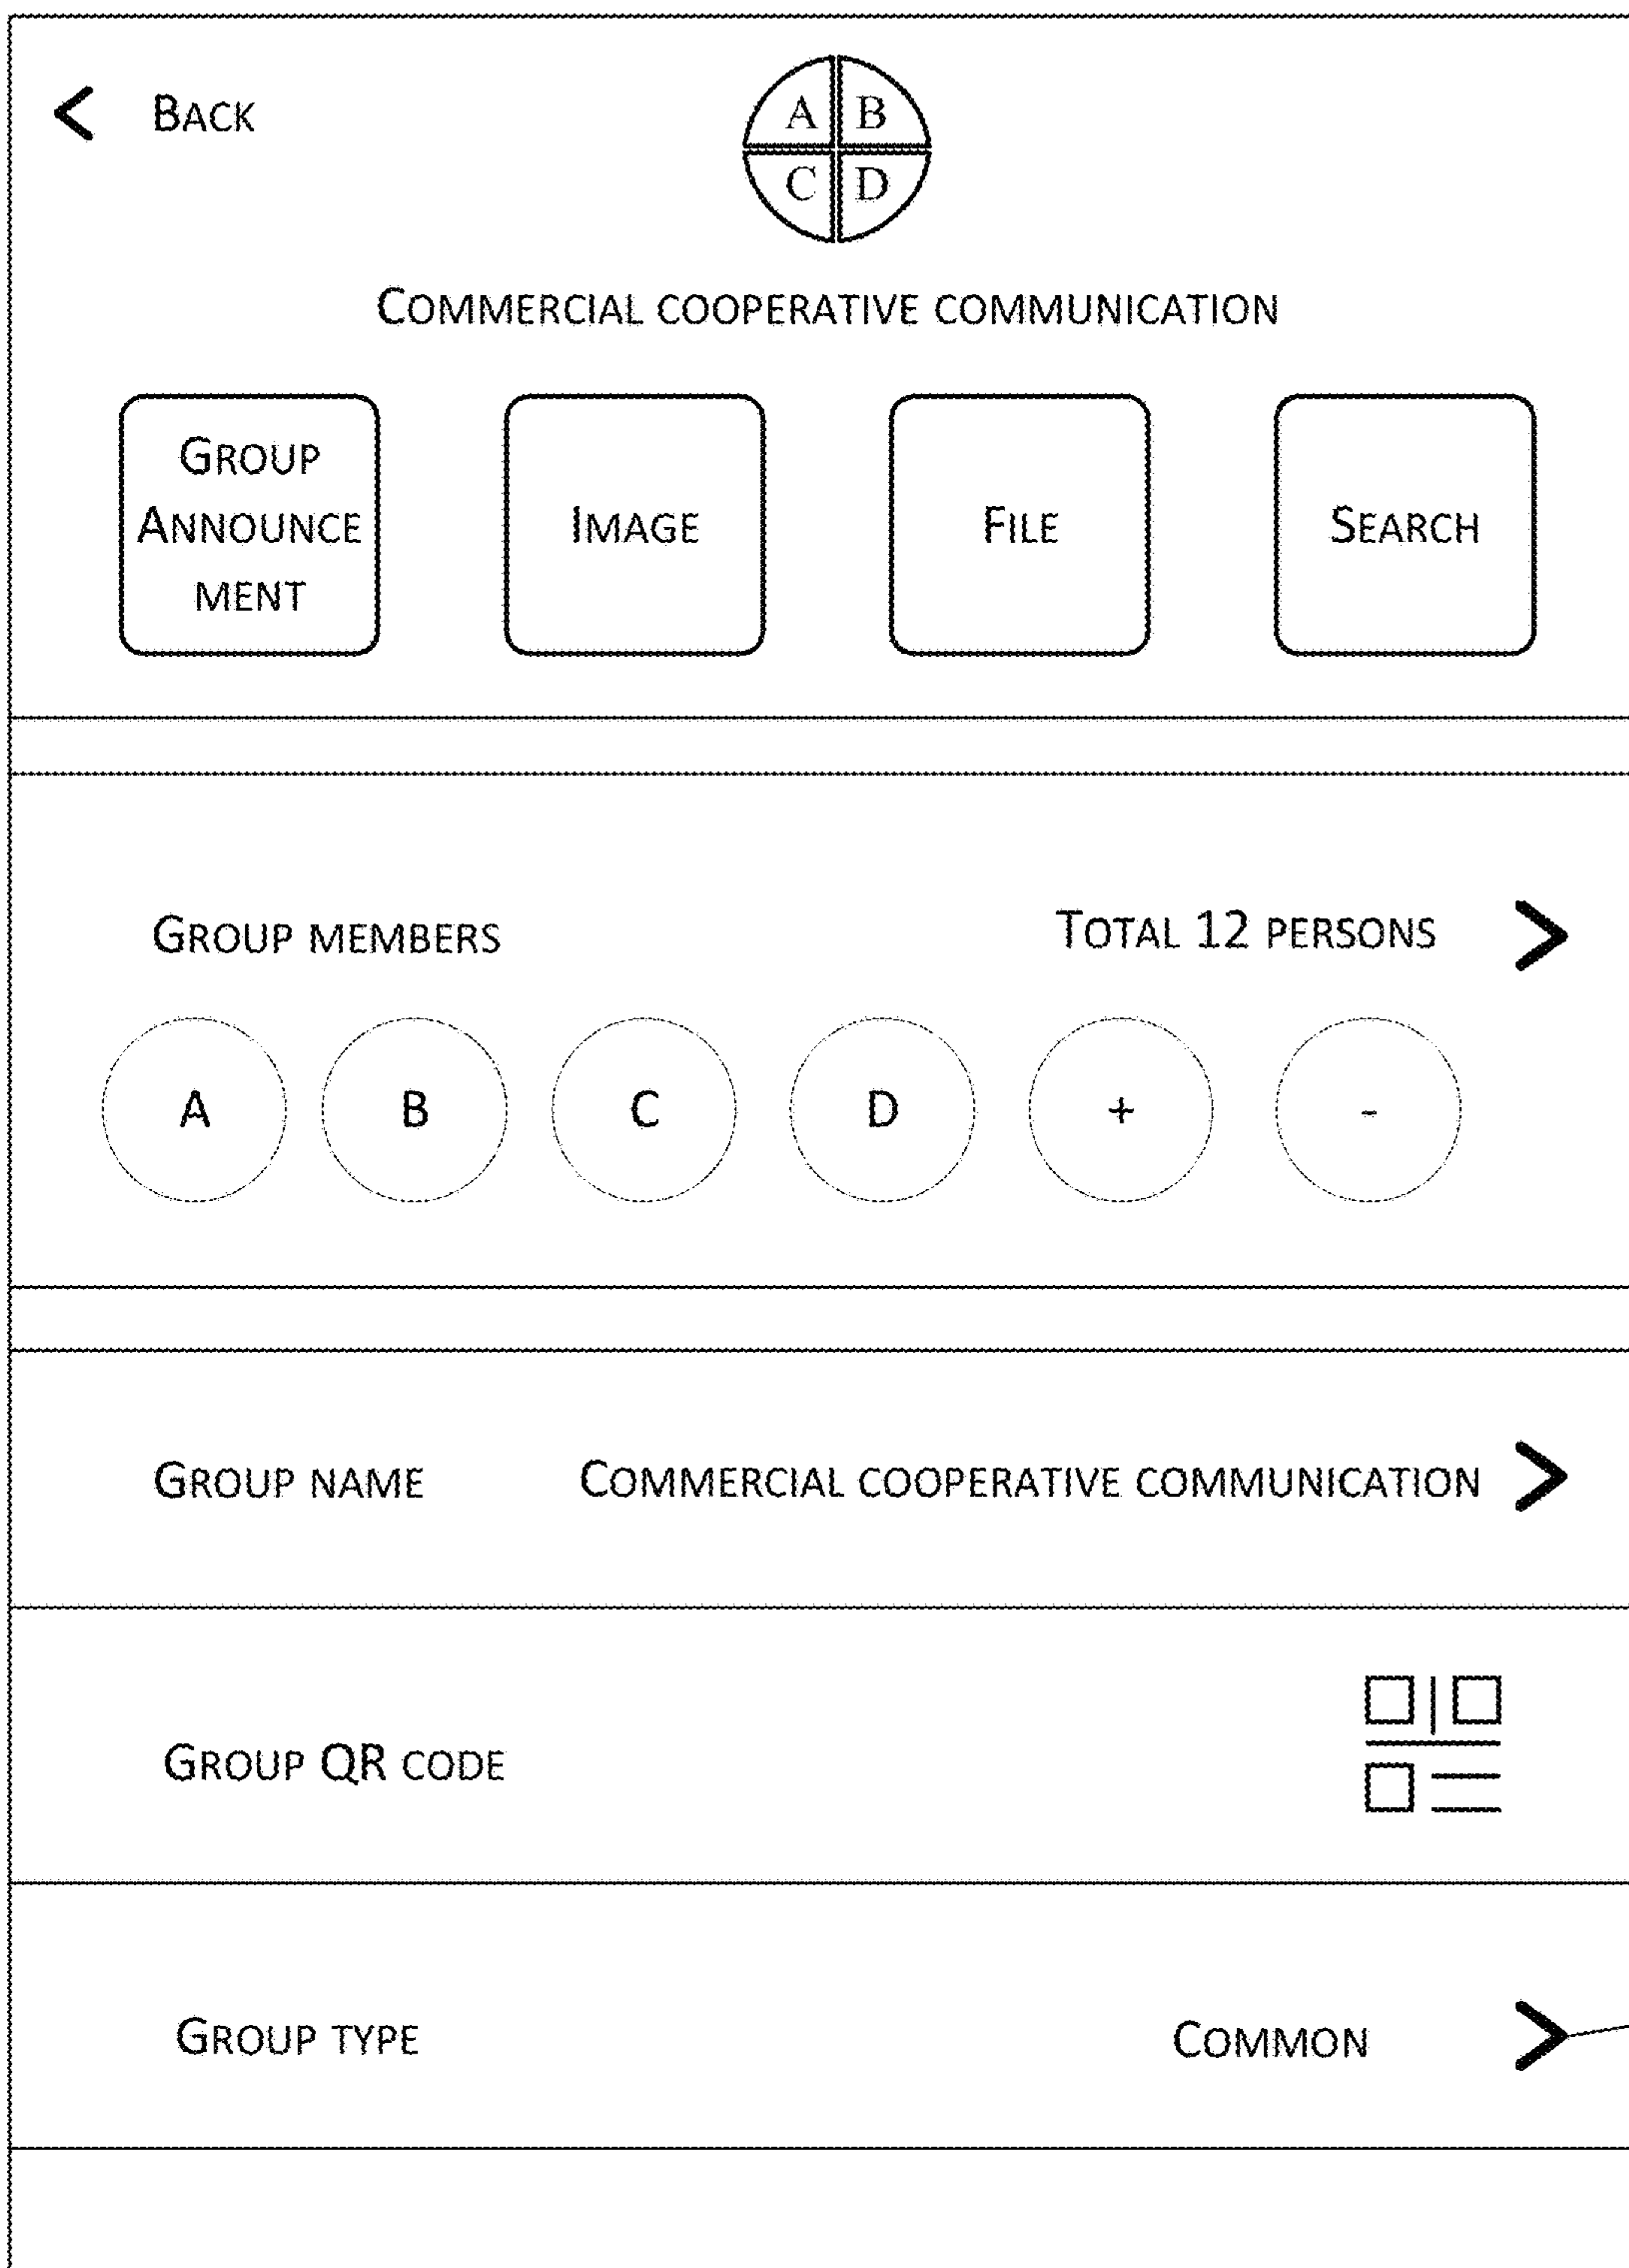 < Back
A B
C D
Commercial cooperative communication
Group
Announce
ment
Image
File
Search
Group members Total 12 persons >
A B C D + -
Group name Commercial cooperative communication >
Group QR code
Group type Common >